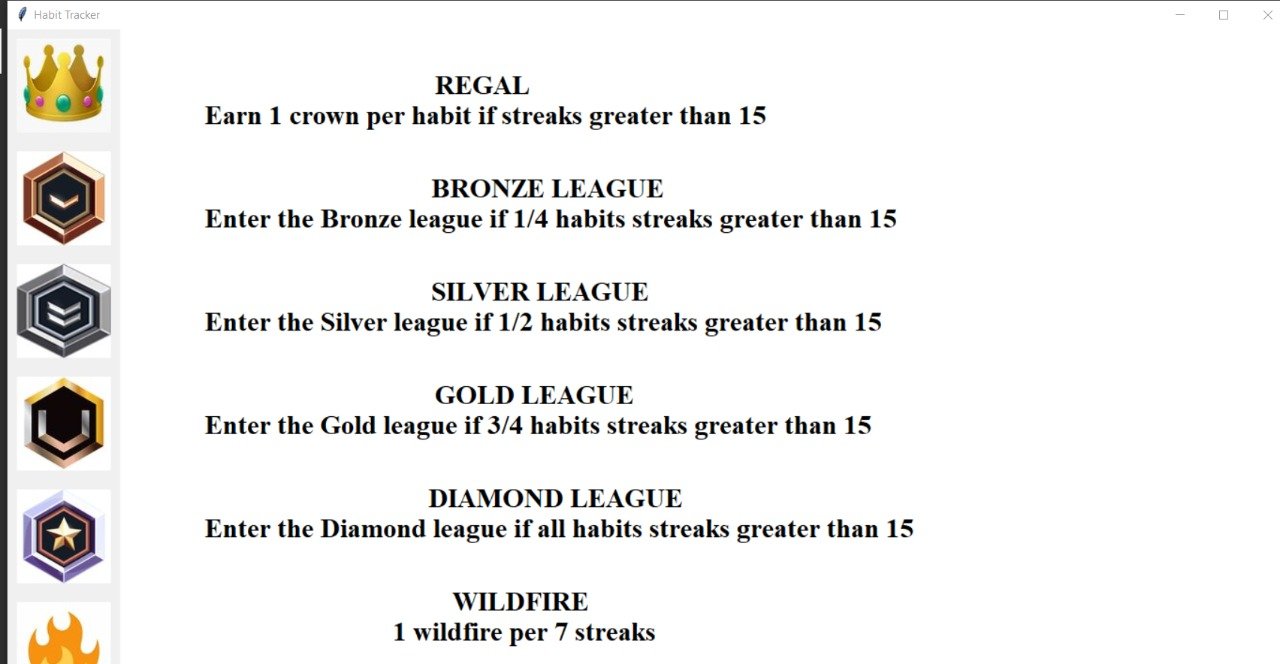 Habit Tracker
REGAL
Earn 1 crown per habit if streaks greater than 15
BRONZE LEAGUE
Enter the Bronze league if 1/4 habits streaks greater than 15
SILVER LEAGUE
Enter the Silver league if 1/2 habits streaks greater than 15
GOLD LEAGUE
Enter the Gold league if 3/4 habits streaks greater than 15
DIAMOND LEAGUE
Enter the Diamond league if all habits streaks greater than 15
WILDFIRE
1 wildfire per 7 streaks